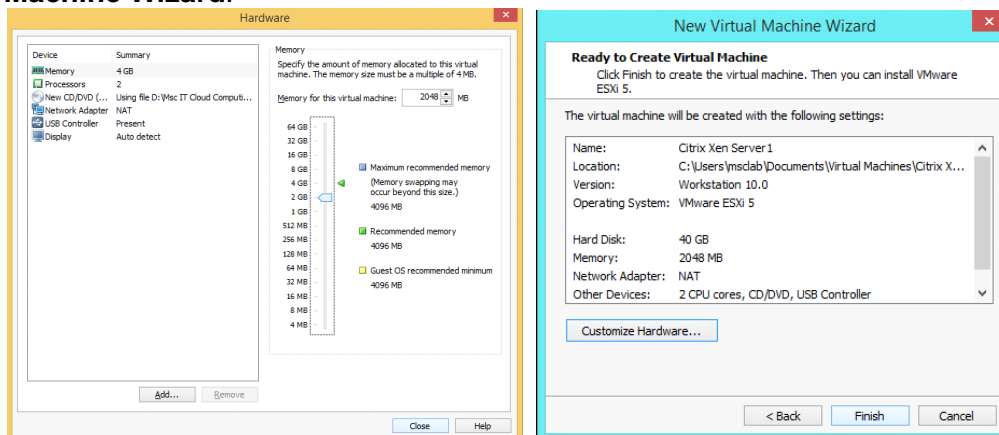 Machine Wizard.
Hardware
Device Summary
Memory 4 GB
Processors 2
New CD/DVD (... Using file D:\Msc IT Cloud Computi...
Network Adapter NAT
USB Controller Present
Display Auto detect
Add... Remove
Memory
Specify the amount of memory allocated to this virtual
machine. The memory size must be a multiple of 4 MB.
Memory for this virtual machine: 2048 MB
64 GB
32 GB
16 GB
8 GB
4 GB
2 GB
1 GB
512 MB
256 MB
128 MB
64 MB
32 MB
16 MB
8 MB
4 MB
Maximum recommended memory
(Memory swapping may
occur beyond this size.)
4096 MB
Recommended memory
4096 MB
Guest OS recommended minimum
4096 MB
Close Help
New Virtual Machine Wizard
Ready to Create Virtual Machine
Click Finish to create the virtual machine. Then you can install VMware
ESXi 5.
The virtual machine will be created with the following settings:
Name: Citrix Xen Server1
Location: C:\Users\msclab\Documents\Virtual Machines\Citrix X...
Version: Workstation 10.0
Operating System: VMware ESXi 5
Hard Disk: 40 GB
Memory: 2048 MB
Network Adapter: NAT
Other Devices: 2 CPU cores, CD/DVD, USB Controller
Customize Hardware...
< Back Finish Cancel